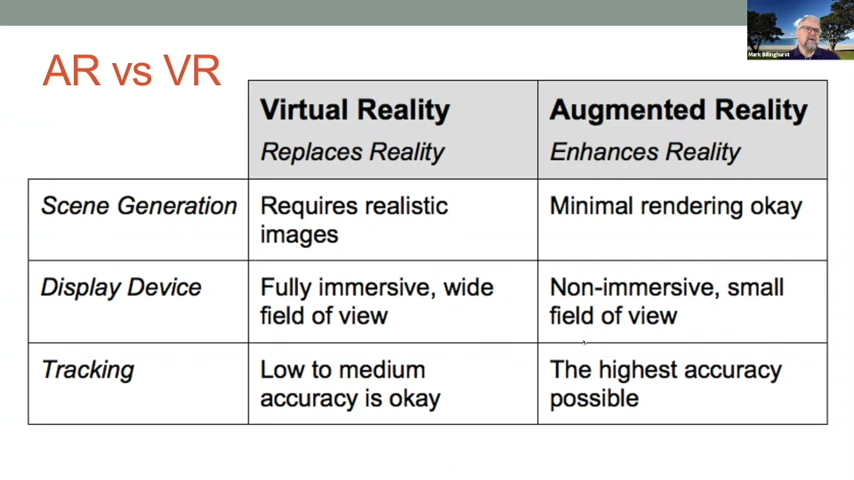 AR vs VR
Mark Billinghurst
Virtual Reality
Replaces Reality
Augmented Reality
Enhances Reality
Scene Generation
Requires realistic
images
Minimal rendering okay
Display Device
Fully immersive, wide
field of view
Non-immersive, small
field of view
Tracking
Low to medium
accuracy is okay
The highest accuracy
possible